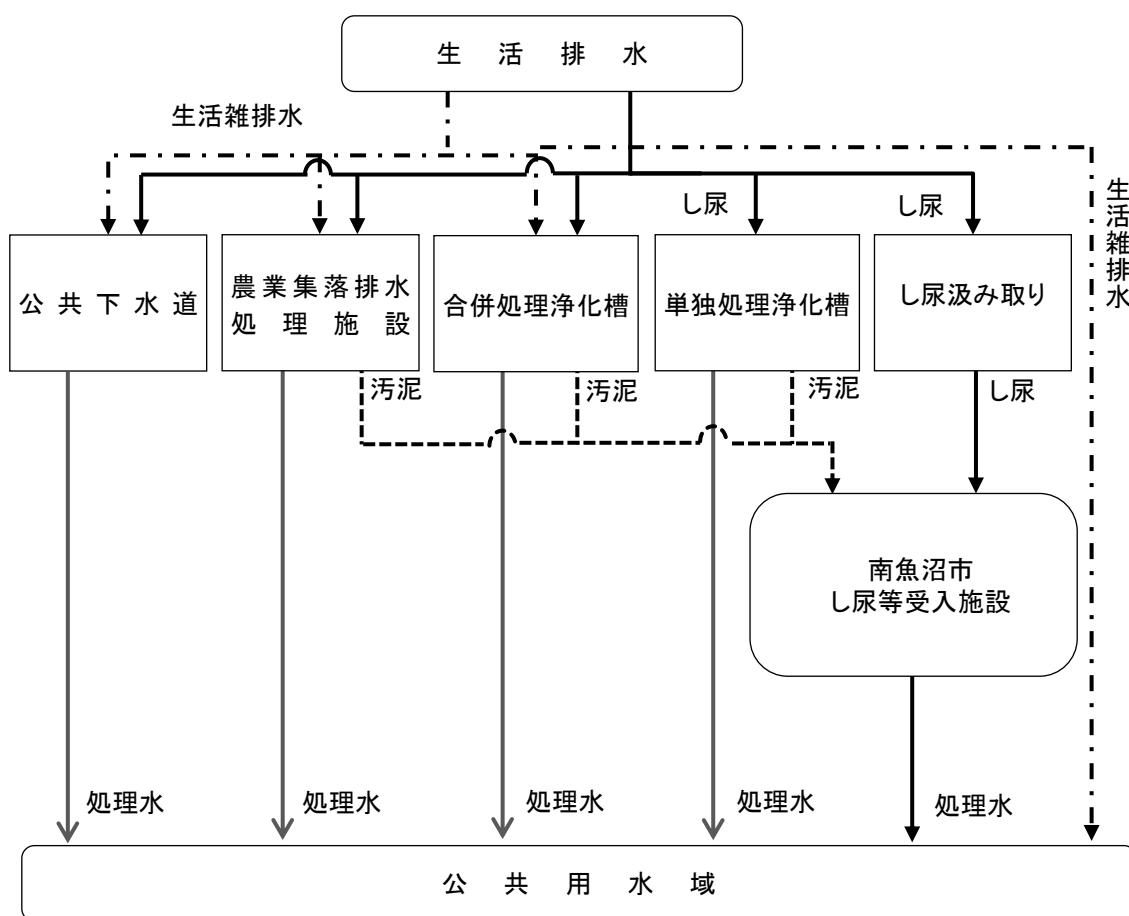 生活排水
生活雑排水
し尿
し尿
生活雑排水
公共下水道
農業集落排水
処理施設
合併処理浄化槽
単独処理浄化槽
し尿汲み取り
汚泥
汚泥
汚泥
し尿
南魚沼市
し尿等受入施設
処理水
処理水
処理水
処理水
処理水
公共用水域